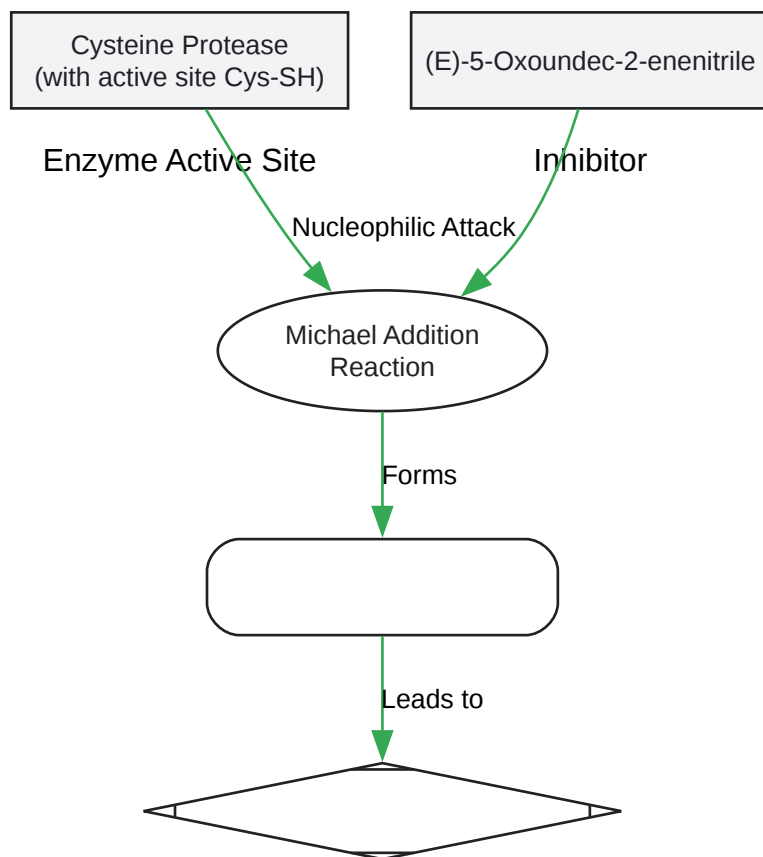 Cysteine Protease
(with active site Cys-SH)
(E)-5-Oxoundec-2-enenitrile
Enzyme Active Site
Inhibitor
Nucleophilic Attack
Michael Addition
Reaction
Forms
Leads to